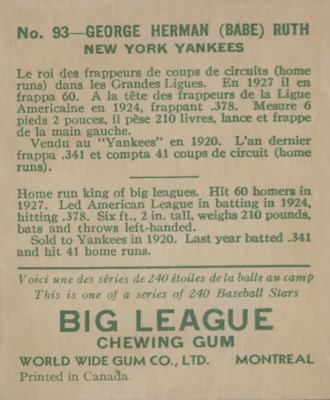 No. 93—GEORGE HERMAN (BABE) RUTH
NEW YORK YANKEES
Le roi des frappeurs de coups de circuits (home
runs) dans les Grandes Ligues. En 1927 il en
frappa 60. A la tête des frappeurs de la Ligue
Americaine en 1924, frappant .378. Mesure 6
pieds 2 pouces, il pèse 210 livres, lance et frappe
de la main gauche.
Vendu au "Yankees" en 1920. L'an dernier
frappa .341 et compta 41 coups de circuit (home
runs).
Home run king of big leagues. Hit 60 homers in
1927. Led American League in batting in 1924,
hitting .378. Six ft., 2 in. tall, weighs 210 pounds,
bats and throws left-handed.
Sold to Yankees in 1920. Last year batted .341
and hit 41 home runs.
Voici une des séries de 240 étoiles de la balle au camp
This is one of a series of 240 Baseball Stars
BIG LEAGUE
CHEWING GUM
WORLD WIDE GUM CO., LTD. MONTREAL
Printed in Canada.